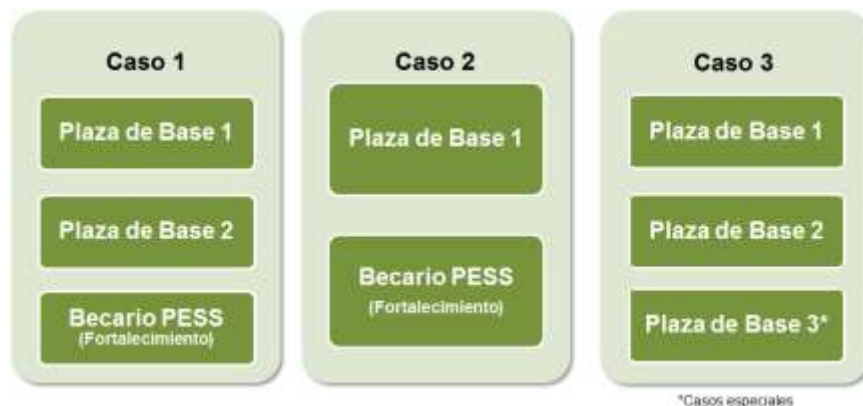 Caso 1
Plaza de Base 1
Plaza de Base 2
Becario PESS
(Fortalecimiento)
Caso 2
Plaza de Base 1
Becario PESS
(Fortalecimiento)
Caso 3
Plaza de Base 1
Plaza de Base 2
Plaza de Base 3*
*Casos especiales